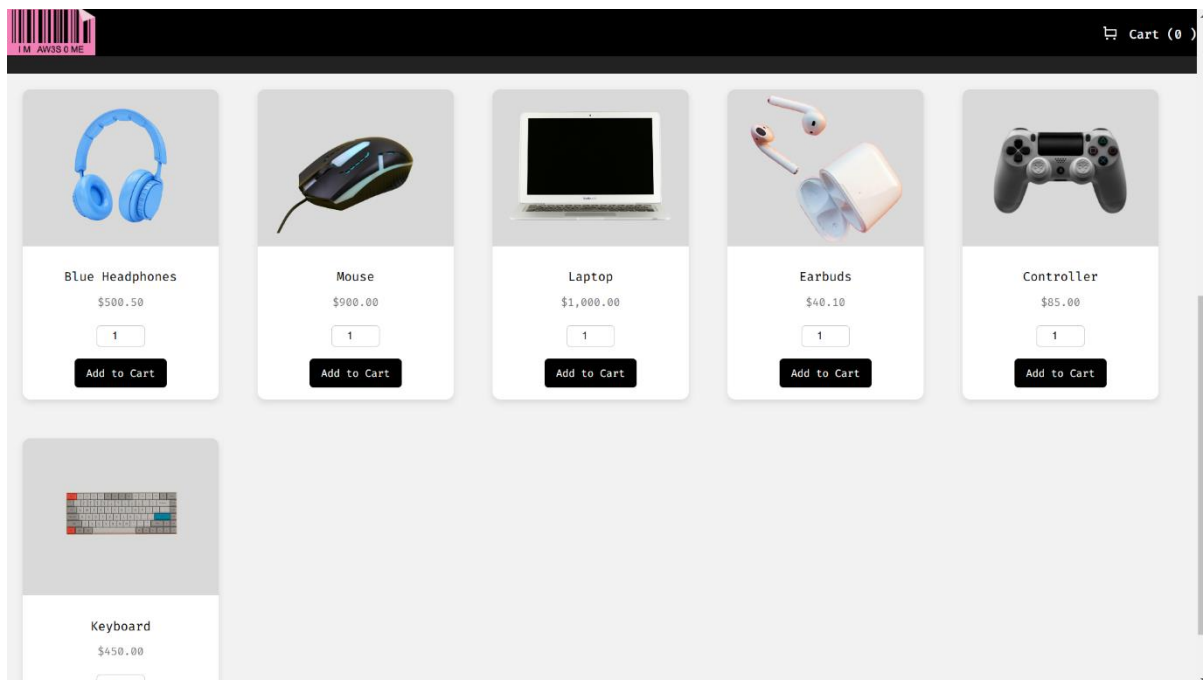 I M AW3S 0 ME
Cart (0 )
Blue Headphones
$500.50
1
Add to Cart
Mouse
$900.00
1
Add to Cart
Laptop
$1,000.00
1
Add to Cart
Earbuds
$40.10
1
Add to Cart
Controller
$85.00
1
Add to Cart
Keyboard
$450.00